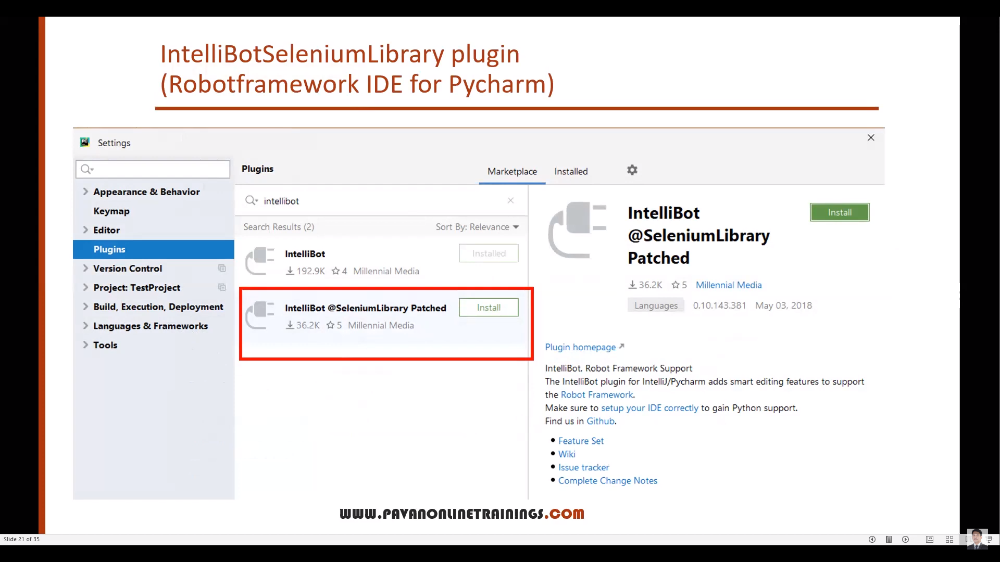 IntelliBotSeleniumLibrary plugin
(Robotframework IDE for Pycharm)
PC Settings
Plugins
Marketplace Installed
Appearance & Behavior
Keymap
Editor
Plugins
Version Control
Project: TestProject
Build, Execution, Deployment
Languages & Frameworks
Tools
intellibot
Search Results (2) Sort By: Relevance
IntelliBot Installed
192.9K 4 Millennial Media
IntelliBot @SeleniumLibrary Patched Install
36.2K 5 Millennial Media
IntelliBot
@SeleniumLibrary
Patched
Install
36.2K 5 Millennial Media
Languages 0.10.143.381 May 03, 2018
Plugin homepage
IntelliBot, Robot Framework Support
The IntelliBot plugin for IntelliJ/Pycharm adds smart editing features to support
the Robot Framework.
Make sure to setup your IDE correctly to gain Python support.
Find us in Github.
Feature Set
Wiki
Issue tracker
Complete Change Notes
WWW.PAVANONLINETRAININGS.COM
Slide 21 of 35